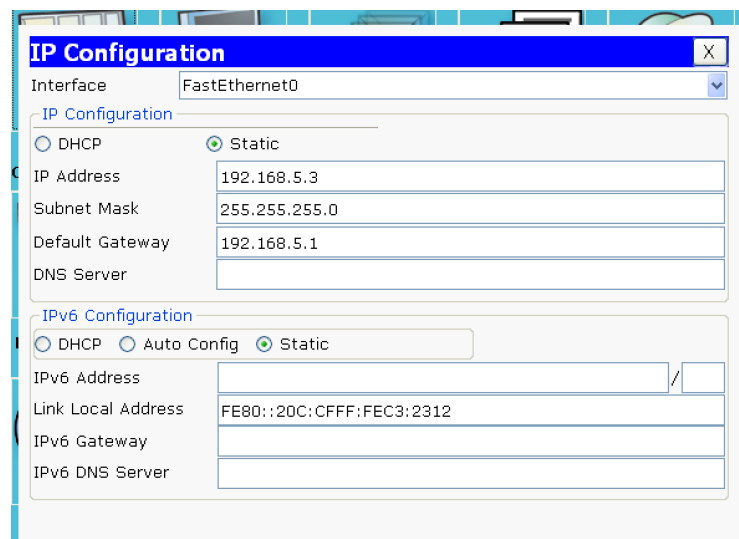 IP Configuration X
Interface FastEthernet0
IP Configuration
DHCP Static
IP Address 192.168.5.3
Subnet Mask 255.255.255.0
Default Gateway 192.168.5.1
DNS Server
IPv6 Configuration
DHCP Auto Config Static
IPv6 Address /
Link Local Address FE80::20C:CFFF:FEC3:2312
IPv6 Gateway
IPv6 DNS Server